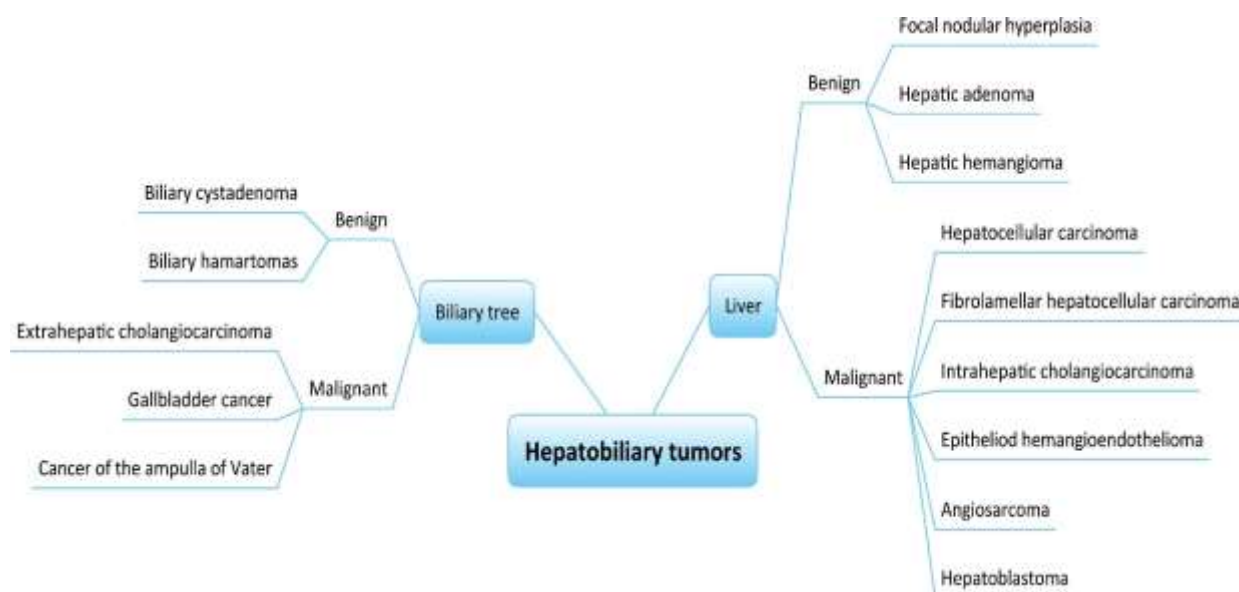 Focal nodular hyperplasia
Benign
Hepatic adenoma
Hepatic hemangioma
Biliary cystadenoma
Benign
Biliary hamartomas
Hepatocellular carcinoma
Biliary tree
Liver
Fibrolamellar hepatocellular carcinoma
Extrahepatic cholangiocarcinoma
Malignant
Gallbladder cancer
Malignant
Intrahepatic cholangiocarcinoma
Cancer of the ampulla of Vater
Hepatobiliary tumors
Epitheliod hemangioendothelioma
Angiosarcoma
Hepatoblastoma